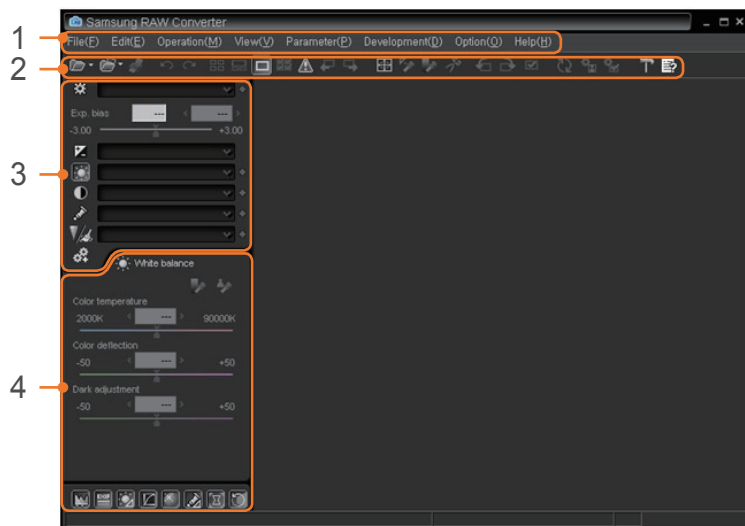 Samsung RAW Converter
1
File(F) Edit(E) Operation(M) View(V) Parameter(P) Development(D) Option(O) Help(H)
2
3
Exp. bias --- ---
-3.00 +3.00
White balance
4
Color temperature
2000K --- 90000K
Color deflection
-50 --- +50
Dark adjustment
-50 --- +50
EXIF